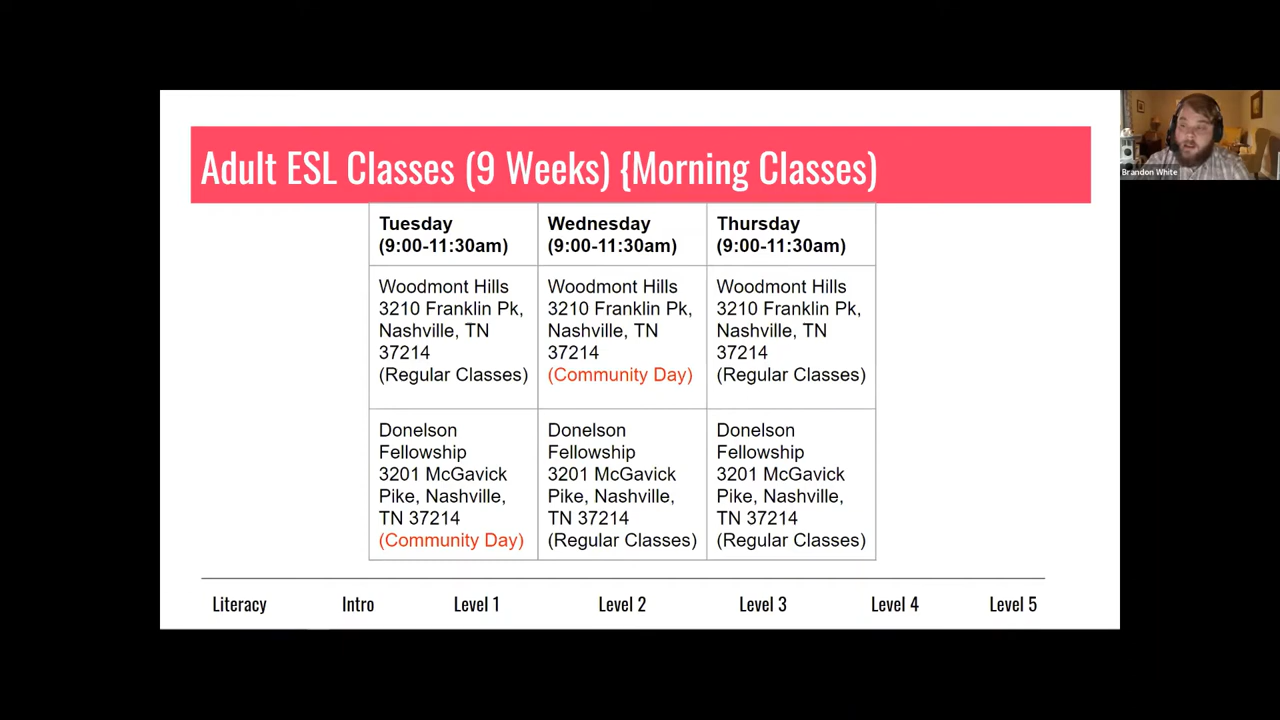 Adult ESL Classes (9 Weeks) {Morning Classes)
Brandon White
Tuesday
(9:00-11:30am)
Wednesday
(9:00-11:30am)
Thursday
(9:00-11:30am)
Woodmont Hills
3210 Franklin Pk,
Nashville, TN
37214
(Regular Classes)
Woodmont Hills
3210 Franklin Pk,
Nashville, TN
37214
(Community Day)
Woodmont Hills
3210 Franklin Pk,
Nashville, TN
37214
(Regular Classes)
Donelson
Fellowship
3201 McGavick
Pike, Nashville,
TN 37214
(Community Day)
Donelson
Fellowship
3201 McGavick
Pike, Nashville,
TN 37214
(Regular Classes)
Donelson
Fellowship
3201 McGavick
Pike, Nashville,
TN 37214
(Regular Classes)
Literacy Intro Level 1 Level 2 Level 3 Level 4 Level 5